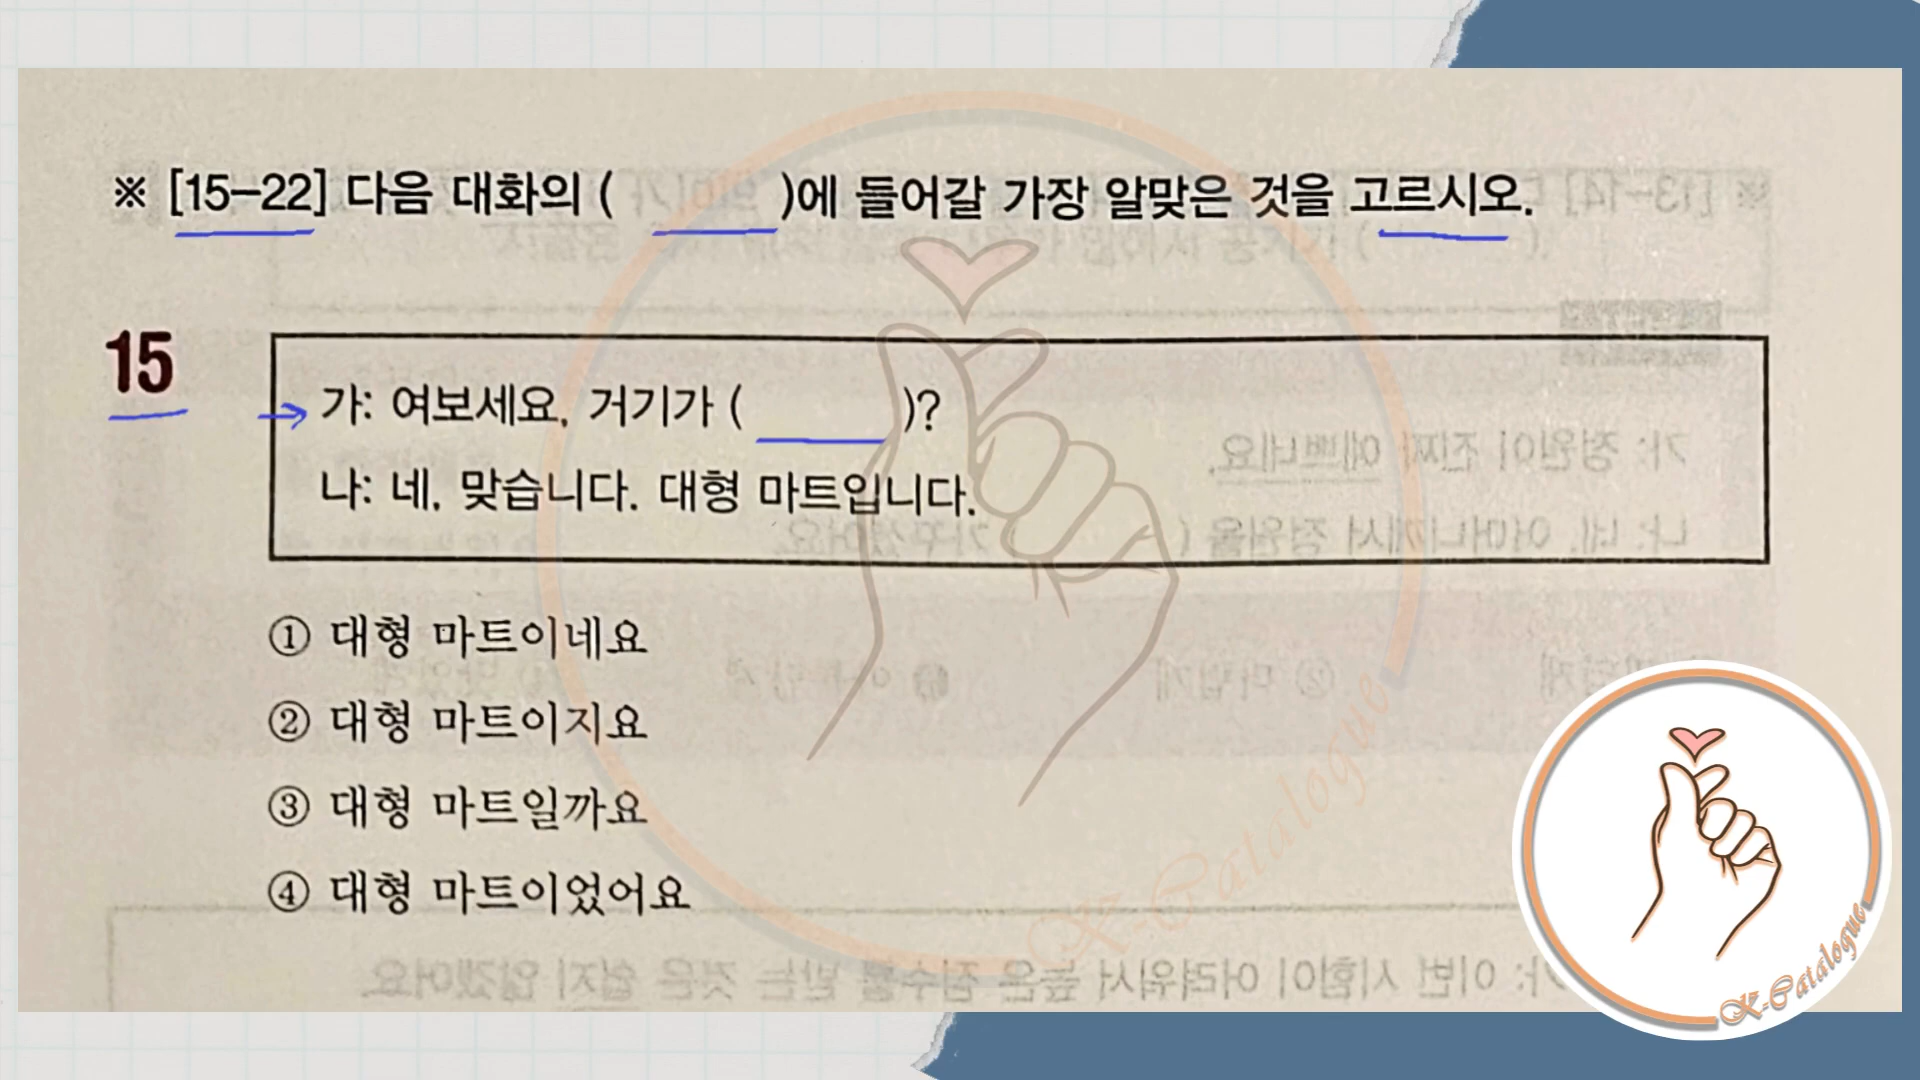 ※ [15-22] 다음 대화의 (      )에 들어갈 가장 알맞은 것을 고르시오.
15
가: 여보세요, 거기가 (      )?
나: 네, 맞습니다. 대형 마트입니다.
① 대형 마트이네요
② 대형 마트이지요
③ 대형 마트일까요
④ 대형 마트이었어요
K-Catalogue
K-Catalogue